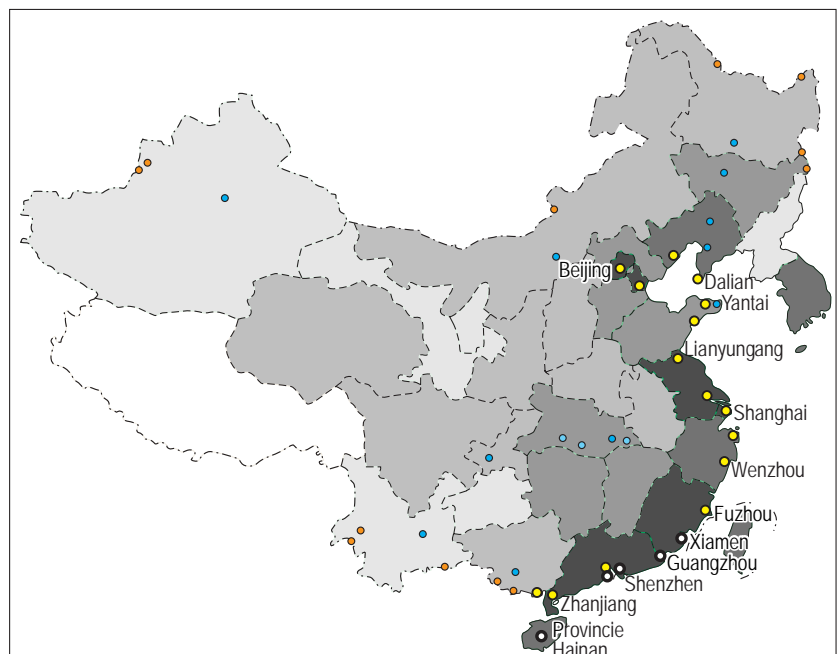 Beijing
Dalian
Yantai
Lianyungang
Shanghai
Wenzhou
Fuzhou
Xiamen
Guangzhou
Shenzhen
Zhanjiang
Provincie
Hainan